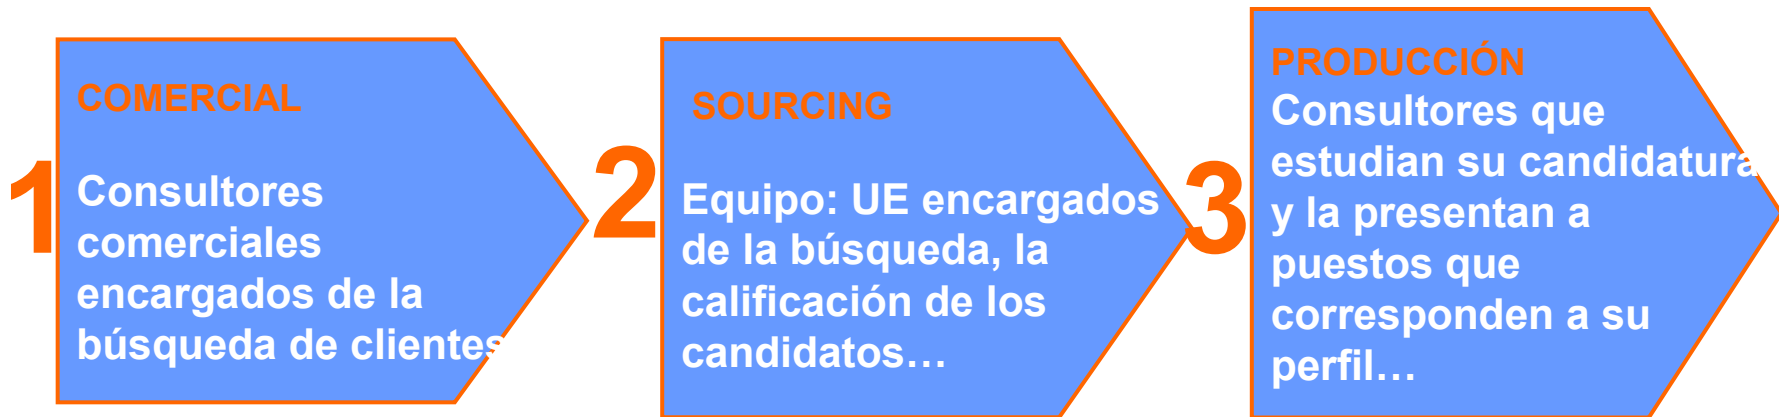 1
COMERCIAL
Consultores
comerciales
encargados de la
búsqueda de clientes
2
SOURCING
Equipo: UE encargados
de la búsqueda, la
calificación de los
candidatos…
3
PRODUCCIÓN
Consultores que
estudian su candidatura
y la presentan a
puestos que
corresponden a su
perfil…